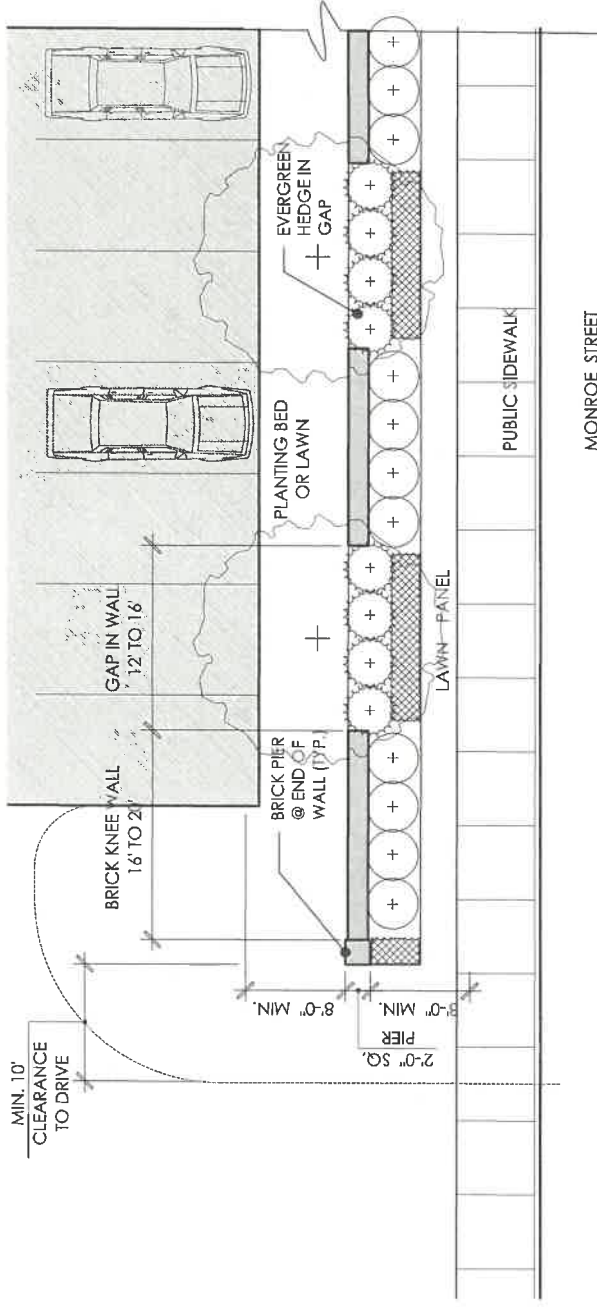 MIN. 10'
CLEARANCE
TO DRIVE
BRICK KNEE WALL
16' TO 20'
GAP IN WALL
12' TO 16'
BRICK PIER
@ END OF
WALL (TYP.)
PLANTING BED
OR LAWN
EVERGREEN
HEDGE IN
GAP
8'-0" MIN.
2'-0" SQ.
PIER
8'-0" MIN.
LAWN PANEL
PUBLIC SIDEWALK
MONROE STREET